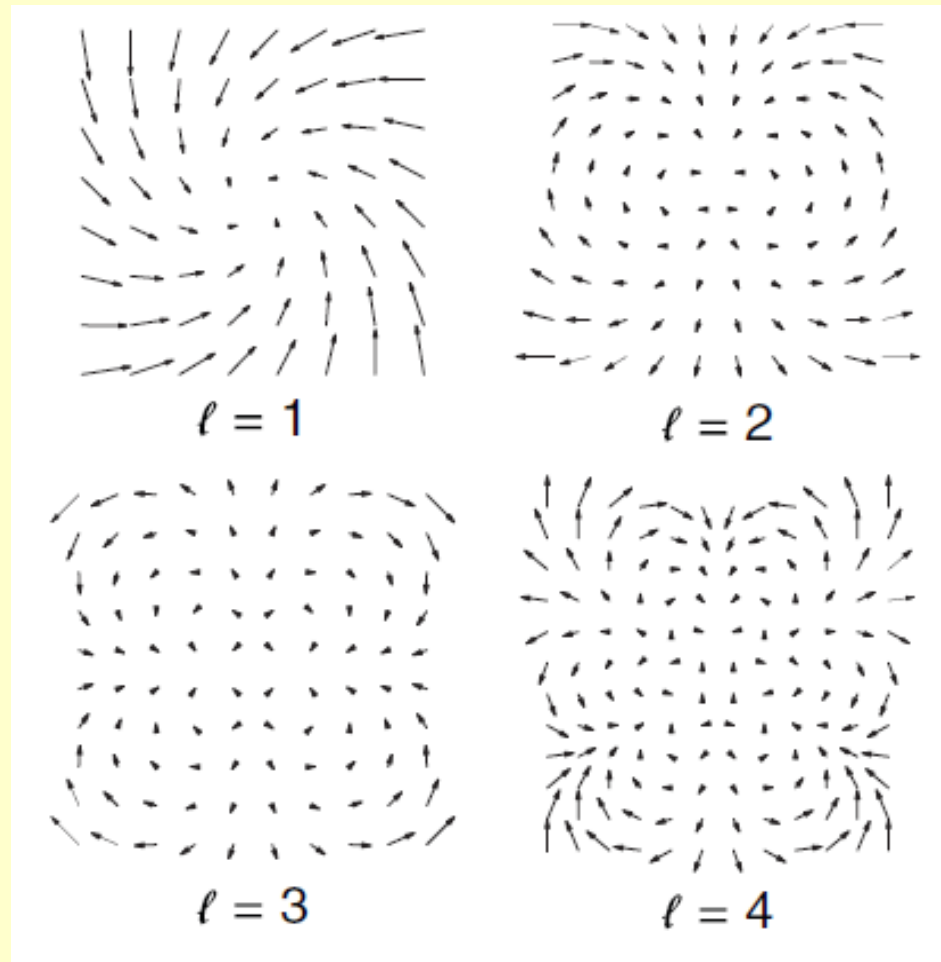 ℓ = 1
ℓ = 2
ℓ = 3
ℓ = 4